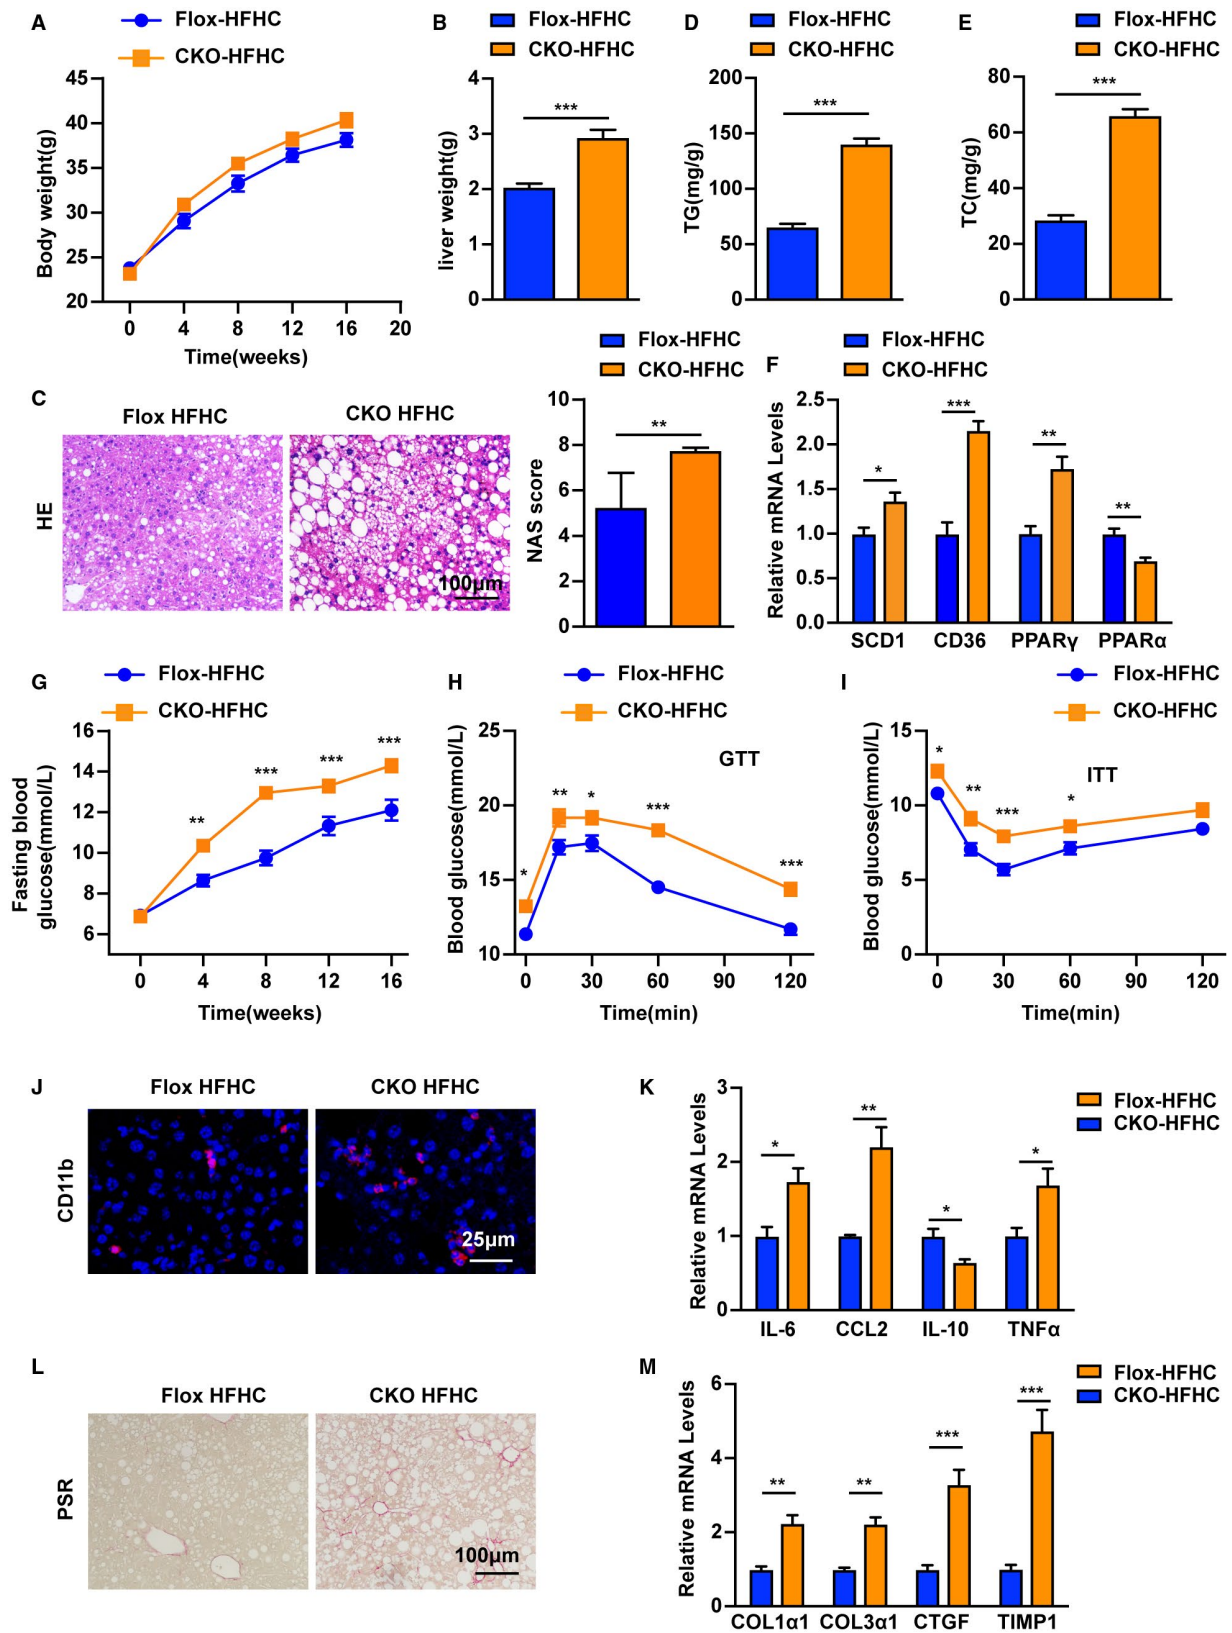 A
Flox-HFHC
CKO-HFHC
Body weight(g)
45
40
35
30
25
20
0 4 8 12 16 20
Time(weeks)
B
Flox-HFHC
CKO-HFHC
liver weight(g)
4
3
2
1
0
***
D
Flox-HFHC
CKO-HFHC
TG(mg/g)
200
150
100
50
0
***
E
Flox-HFHC
CKO-HFHC
TC(mg/g)
80
60
40
20
0
***
C
Flox HFHC
CKO HFHC
HE
100μm
Flox-HFHC
CKO-HFHC
NAS score
10
8
6
4
2
0
**
F
Flox-HFHC
CKO-HFHC
Relative mRNA Levels
2.5
2.0
1.5
1.0
0.5
0.0
* *** ** **
SCD1 CD36 PPARγ PPARα
G
Flox-HFHC
CKO-HFHC
Fasting blood
glucose(mmol/L)
16
14
12
10
8
6
** *** *** ***
0 4 8 12 16
Time(weeks)
H
Flox-HFHC
CKO-HFHC
GTT
Blood glucose(mmol/L)
25
20
15
10
* ** * *** ***
0 30 60 90 120
Time(min)
I
Flox-HFHC
CKO-HFHC
ITT
Blood glucose(mmol/L)
15
10
5
0
* ** *** *
0 30 60 90 120
Time(min)
J
Flox HFHC
CKO HFHC
CD11b
25μm
K
Flox-HFHC
CKO-HFHC
Relative mRNA Levels
3
2
1
0
* ** * *
IL-6 CCL2 IL-10 TNFα
L
Flox HFHC
CKO HFHC
PSR
100μm
M
Flox-HFHC
CKO-HFHC
Relative mRNA Levels
6
4
2
0
** ** *** ***
COL1α1 COL3α1 CTGF TIMP1